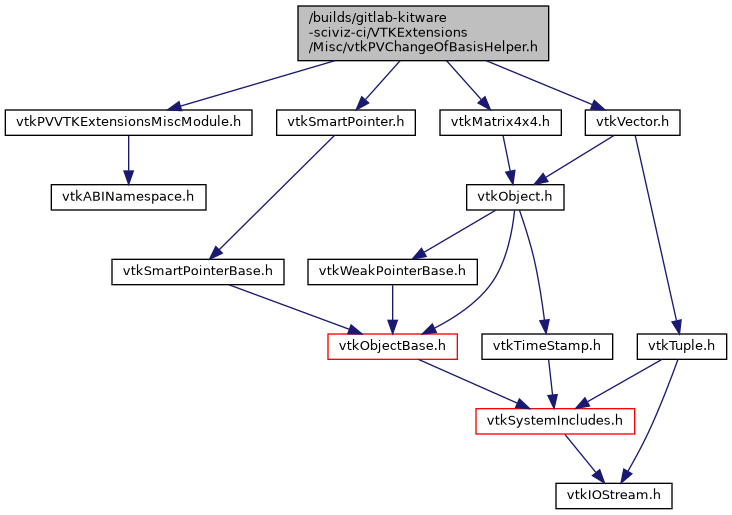 /builds/gitlab-kitware
-sciviz-ci/VTKExtensions
/Misc/vtkPVChangeOfBasisHelper.h
vtkPVVTKExtensionsMiscModule.h
vtkSmartPointer.h
vtkMatrix4x4.h
vtkVector.h
vtkABINamespace.h
vtkObject.h
vtkSmartPointerBase.h
vtkWeakPointerBase.h
vtkObjectBase.h
vtkTimeStamp.h
vtkTuple.h
vtkSystemIncludes.h
vtkIOStream.h